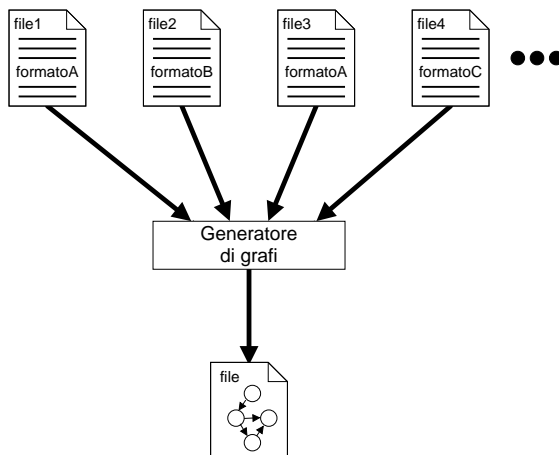 file1
formatoA
file2
formatoB
file3
formatoA
file4
formatoC
Generatore
di grafi
file